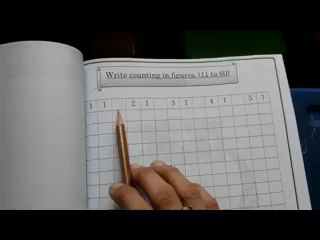 Write counting in figures. (11 to 60)
1 1 2 1 3 1 4 1 5 1